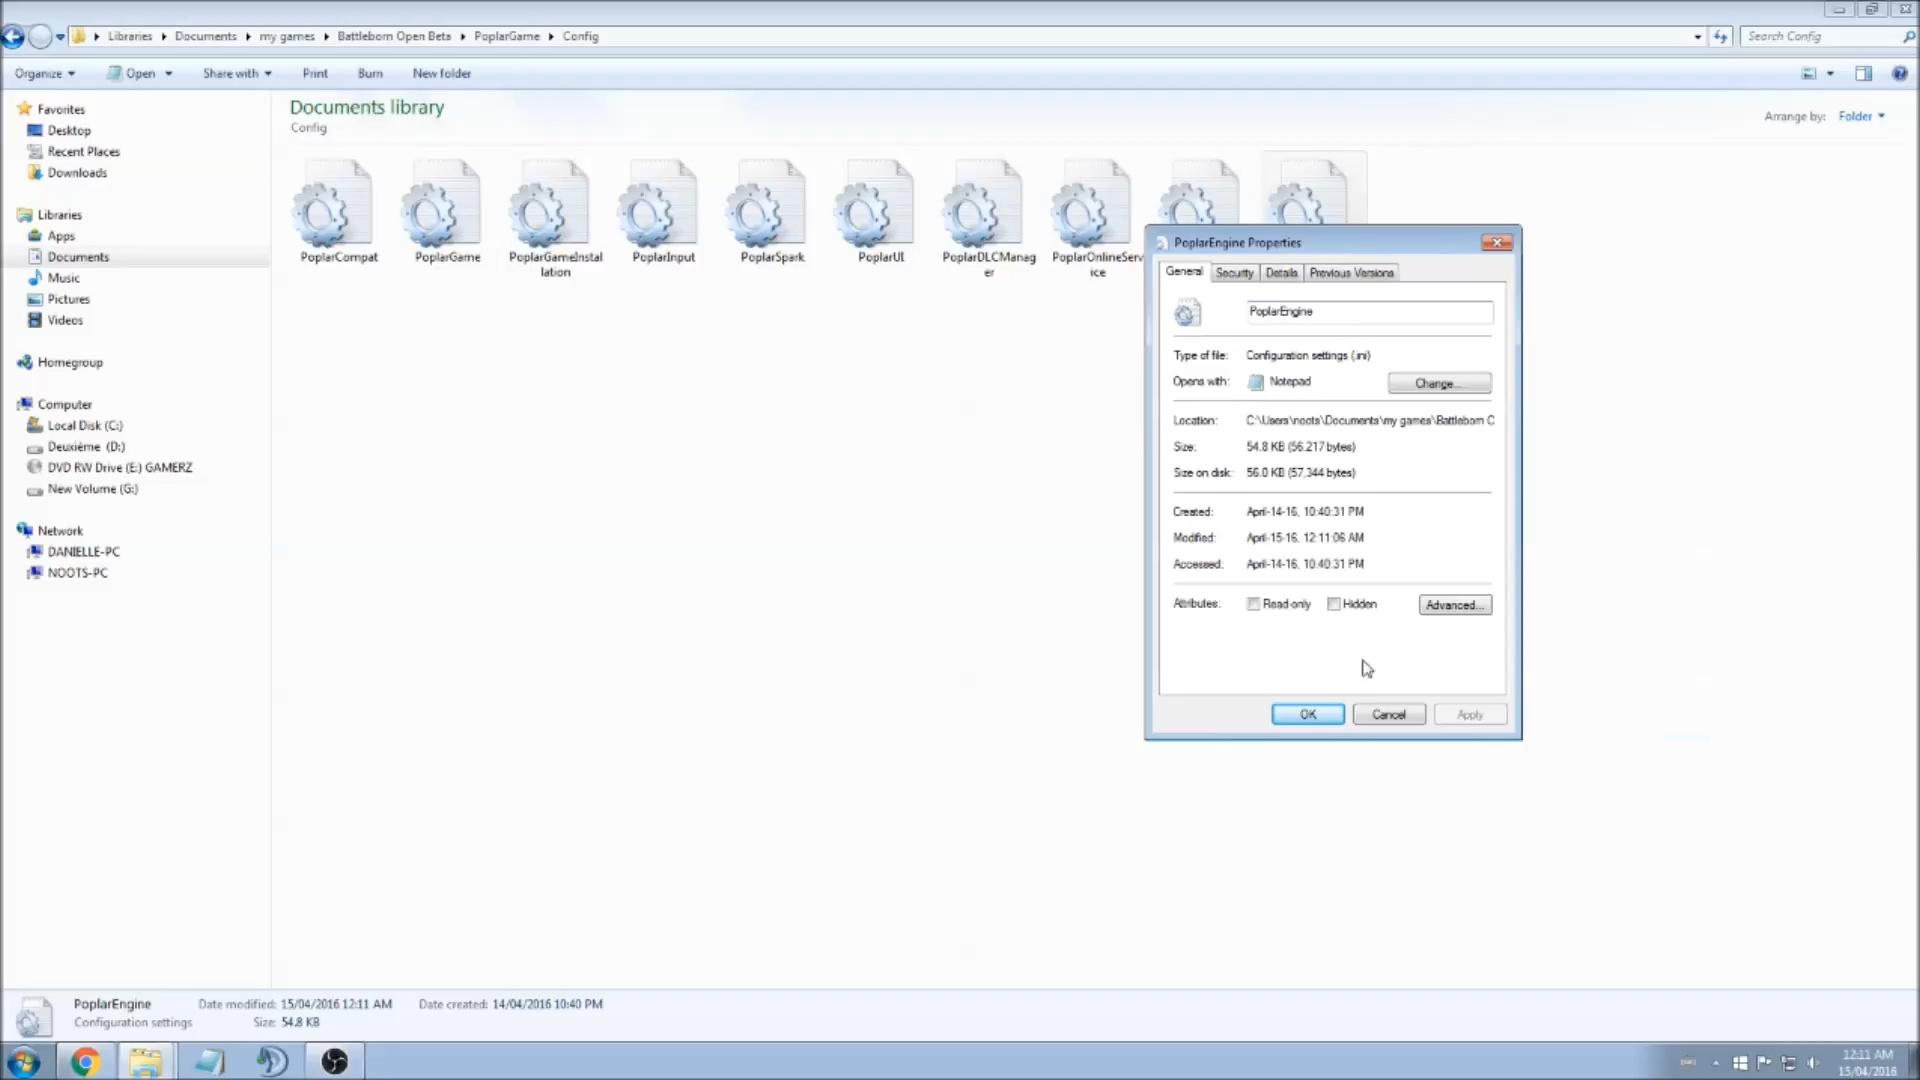 Libraries Documents my games Battleborn Open Beta PoplarGame Config
Search Config
Organize Open Share with Print Burn New folder
Favorites
Desktop
Recent Places
Downloads
Libraries
Apps
Documents
Music
Pictures
Videos
Homegroup
Computer
Local Disk (C:)
Deuxième (D:)
DVD RW Drive (E:) GAMERZ
New Volume (G:)
Network
DANIELLE-PC
NOOTS-PC
Documents library
Config
Arrange by: Folder
PoplarCompat
PoplarGame
PoplarGameInstal
lation
PoplarInput
PoplarSpark
PoplarUI
PoplarDLCManag
er
PoplarOnlineServ
ice
PoplarEngine Properties
General Security Details Previous Versions
PoplarEngine
Type of file: Configuration settings (.ini)
Opens with: Notepad Change...
Location: C:\Users\noots\Documents\my games\Battleborn O
Size: 54.8 KB (56,217 bytes)
Size on disk: 56.0 KB (57,344 bytes)
Created: April-14-16, 10:40:31 PM
Modified: April-15-16, 12:11:06 AM
Accessed: April-14-16, 10:40:31 PM
Attributes: Read-only Hidden Advanced...
OK Cancel Apply
PoplarEngine Date modified: 15/04/2016 12:11 AM Date created: 14/04/2016 10:40 PM
Configuration settings Size: 54.8 KB
12:11 AM
15/04/2016